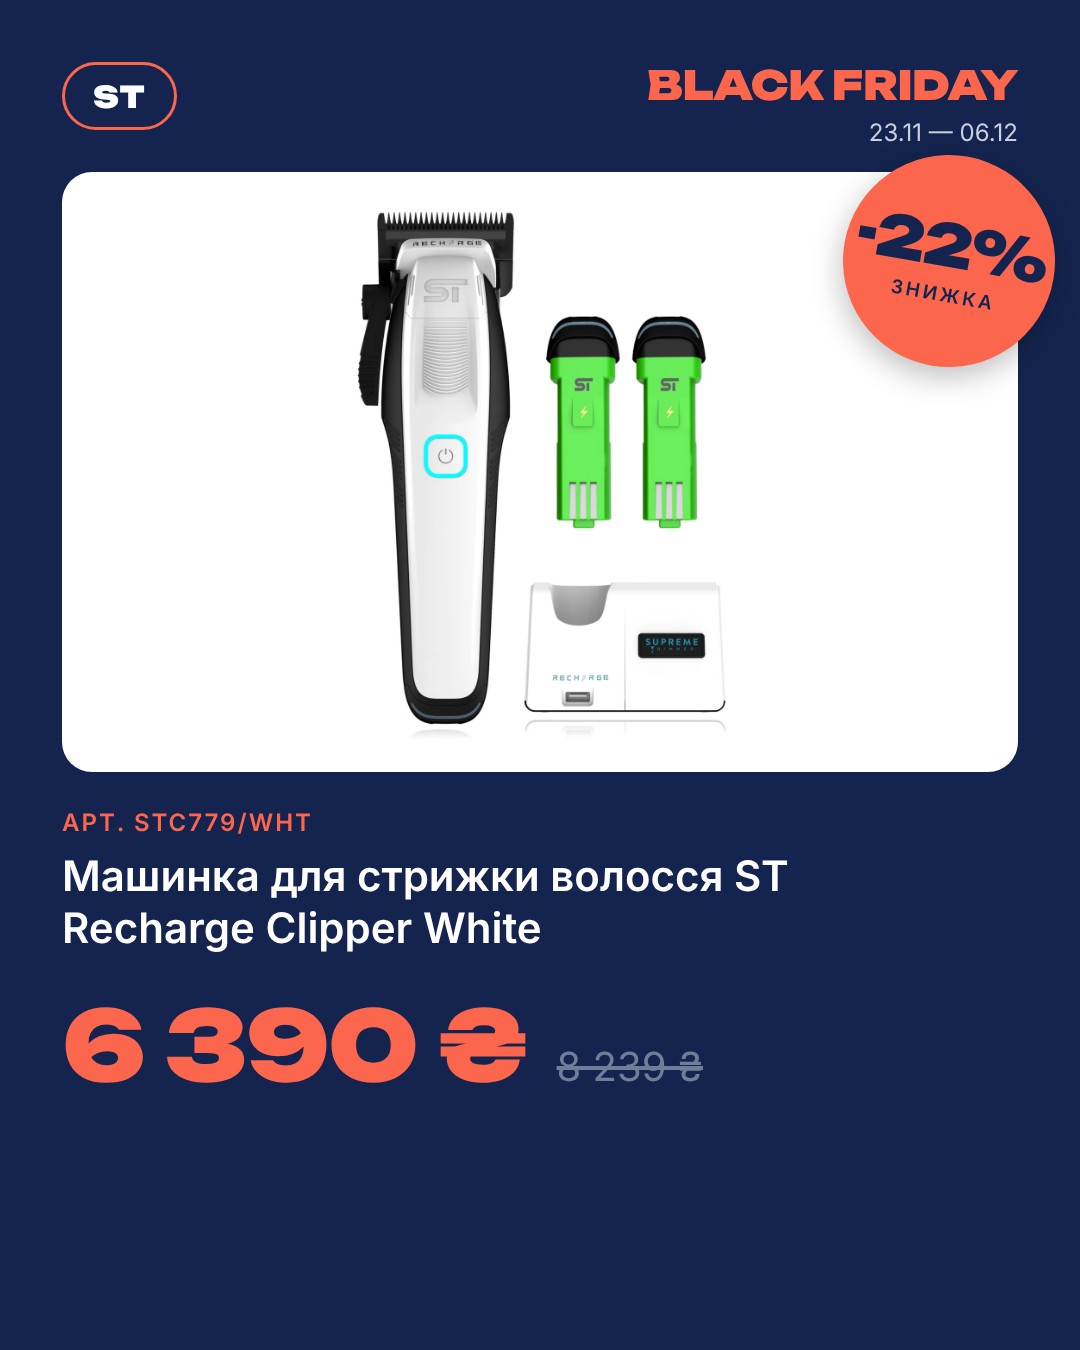 ST
BLACK FRIDAY
23.11 — 06.12
-22%
ЗНИЖКА
RECHARGE
ST
ST
ST
SUPREME
TRIMMER
RECHARGE
АРТ. STC779/WHT
Машинка для стрижки волосся ST
Recharge Clipper White
6 390 ₴
8 239 ₴